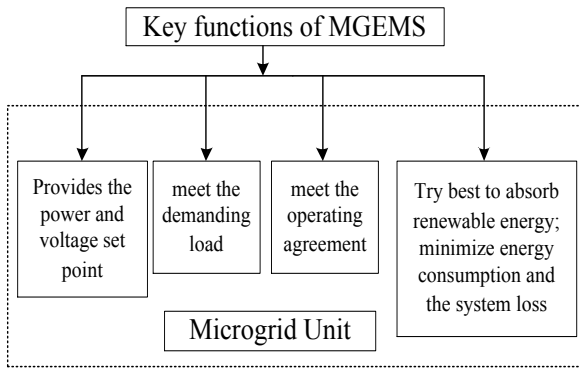 Key functions of MGEMS
Provides the
power and
voltage set
point
meet the
demanding
load
meet the
operating
agreement
Try best to absorb
renewable energy;
minimize energy
consumption and
the system loss
Microgrid Unit